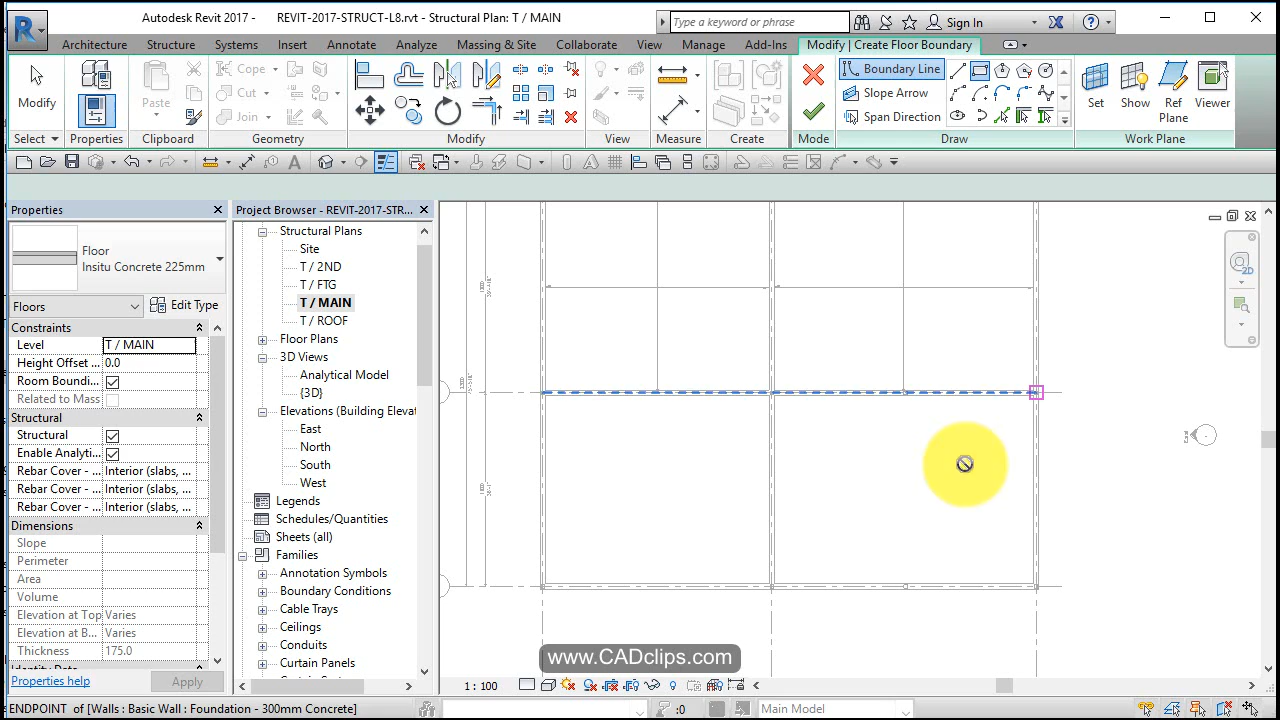 Autodesk Revit 2017 - REVIT-2017-STRUCT-L8.rvt - Structural Plan: T / MAIN
Type a keyword or phrase
Sign In
Architecture Structure Systems Insert Annotate Analyze Massing & Site Collaborate View Manage Add-Ins Modify | Create Floor Boundary
Modify
Properties
Paste
Cope
Cut
Join
Set
Show
Ref
Plane
Viewer
Boundary Line
Slope Arrow
Span Direction
Select Properties Clipboard Geometry Modify View Measure Create Mode Draw Work Plane
Properties
Floor
Insitu Concrete 225mm
Floors
Edit Type
Constraints
Level T / MAIN
Height Offset ... 0.0
Room Boundi...
Related to Mass
Structural
Structural
Enable Analyti...
Rebar Cover - ... Interior (slabs, ...
Rebar Cover - ... Interior (slabs, ...
Rebar Cover - ... Interior (slabs, ...
Dimensions
Slope
Perimeter
Area
Volume
Elevation at Top Varies
Elevation at B... Varies
Thickness 175.0
Identity Data
Properties help
Apply
Project Browser - REVIT-2017-STR...
Structural Plans
Site
T / 2ND
T / FTG
T / MAIN
T / ROOF
Floor Plans
3D Views
Analytical Model
{3D}
Elevations (Building Elevat
East
North
South
West
Legends
Schedules/Quantities
Sheets (all)
Families
Annotation Symbols
Boundary Conditions
Cable Trays
Ceilings
Conduits
Curtain Panels
2D
East
www.CADclips.com
1 : 100
ENDPOINT of [Walls : Basic Wall : Foundation - 300mm Concrete]
:0
Main Model